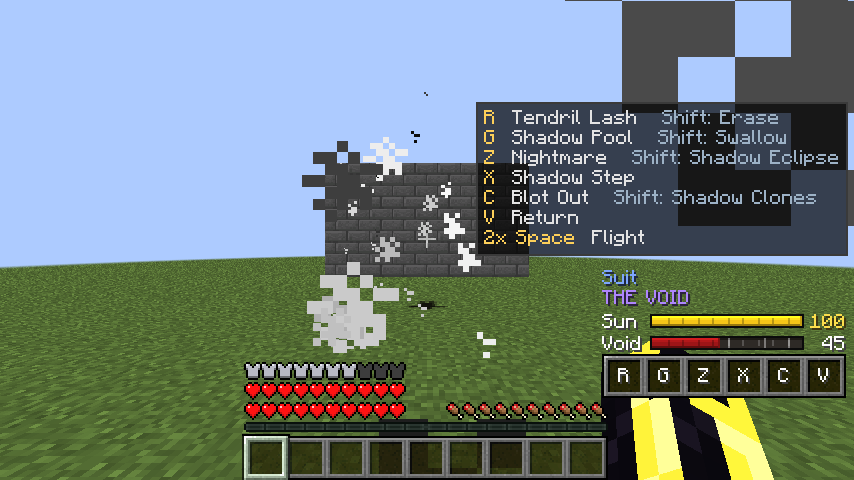 R Tendril Lash Shift: Erase
G Shadow Pool Shift: Swallow
Z Nightmare Shift: Shadow Eclipse
X Shadow Step
C Blot Out Shift: Shadow Clones
V Return
2x Space Flight
Suit
THE VOID
Sun 100
Void 45
R G Z X C V